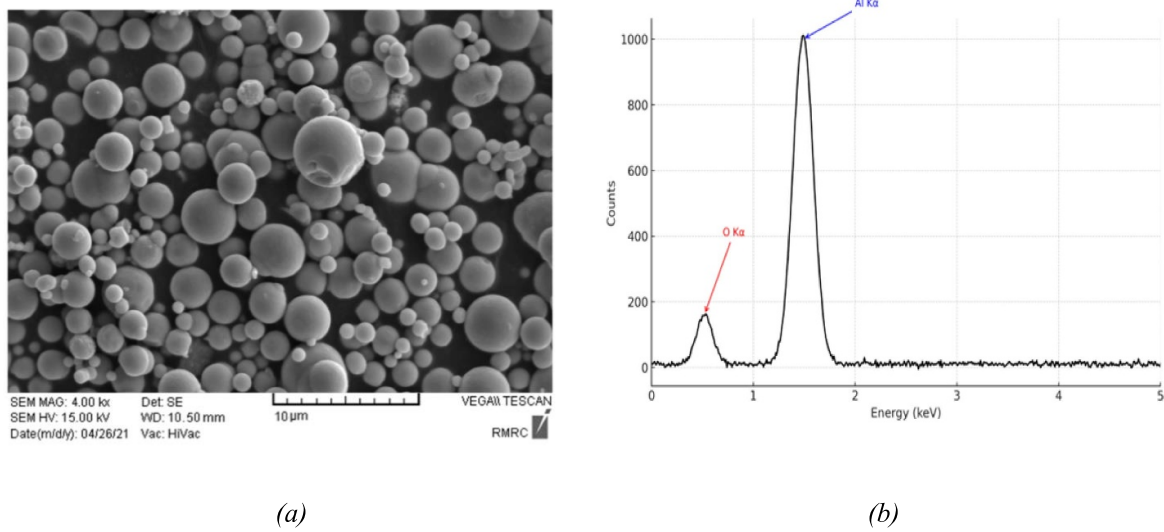 SEM MAG: 4.00 kx Det: SE
SEM HV: 15.00 kV WD: 10.50 mm
Date(m/d/y): 04/26/21 Vac: HiVac
10 µm
VEGA\\ TESCAN
RMRC
(a)
Al Kα
O Kα
Counts
1000
800
600
400
200
0
0 1 2 3 4 5
Energy (keV)
(b)